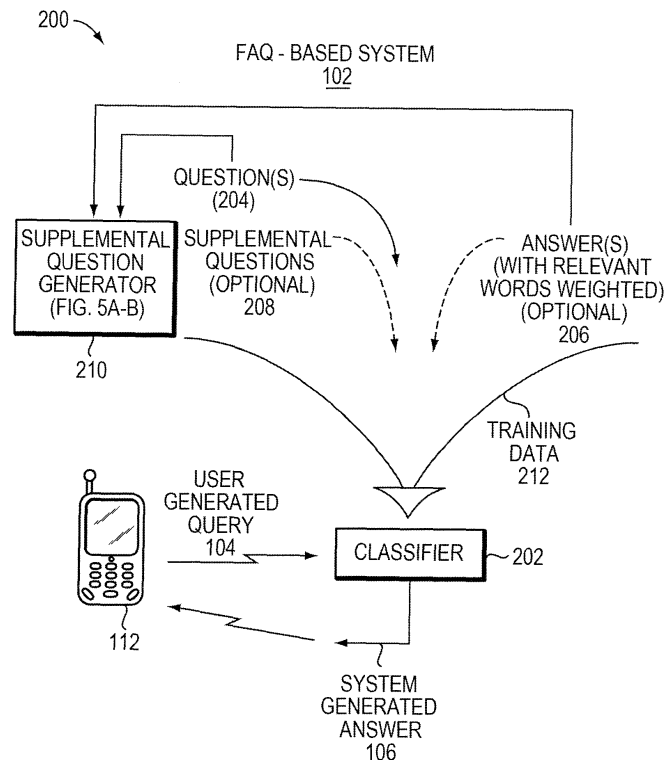 200
FAQ - BASED SYSTEM
102
QUESTION(S)
(204)
SUPPLEMENTAL
QUESTION
GENERATOR
(FIG. 5A-B)
210
SUPPLEMENTAL
QUESTIONS
(OPTIONAL)
208
ANSWER(S)
(WITH RELEVANT
WORDS WEIGHTED)
(OPTIONAL)
206
TRAINING
DATA
212
USER
GENERATED
QUERY
104
CLASSIFIER
202
112
SYSTEM
GENERATED
ANSWER
106